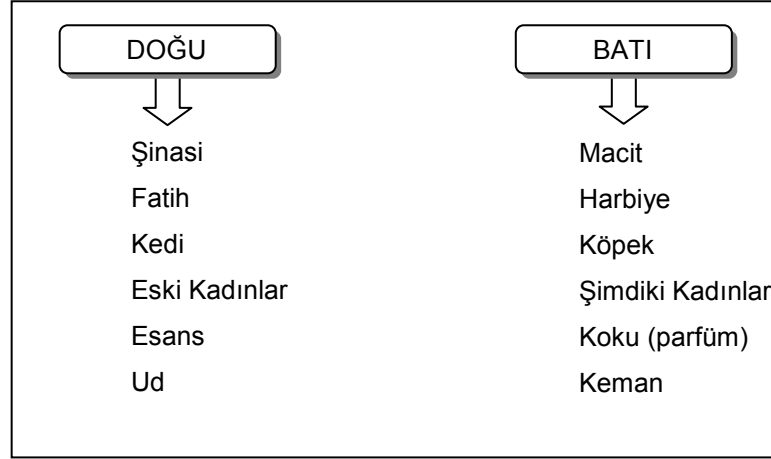 DOĞU
Şinasi
Fatih
Kedi
Eski Kadınlar
Esans
Ud
BATI
Macit
Harbiye
Köpek
Şimdiki Kadınlar
Koku (parfüm)
Keman